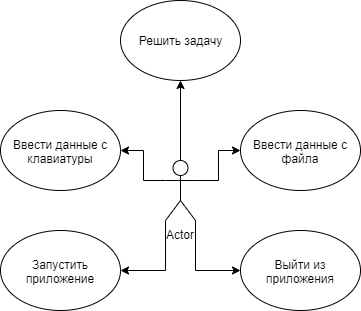 Решить задачу
Ввести данные с
клавиатуры
Ввести данные с
файла
Actor
Запустить
приложение
Выйти из
приложения